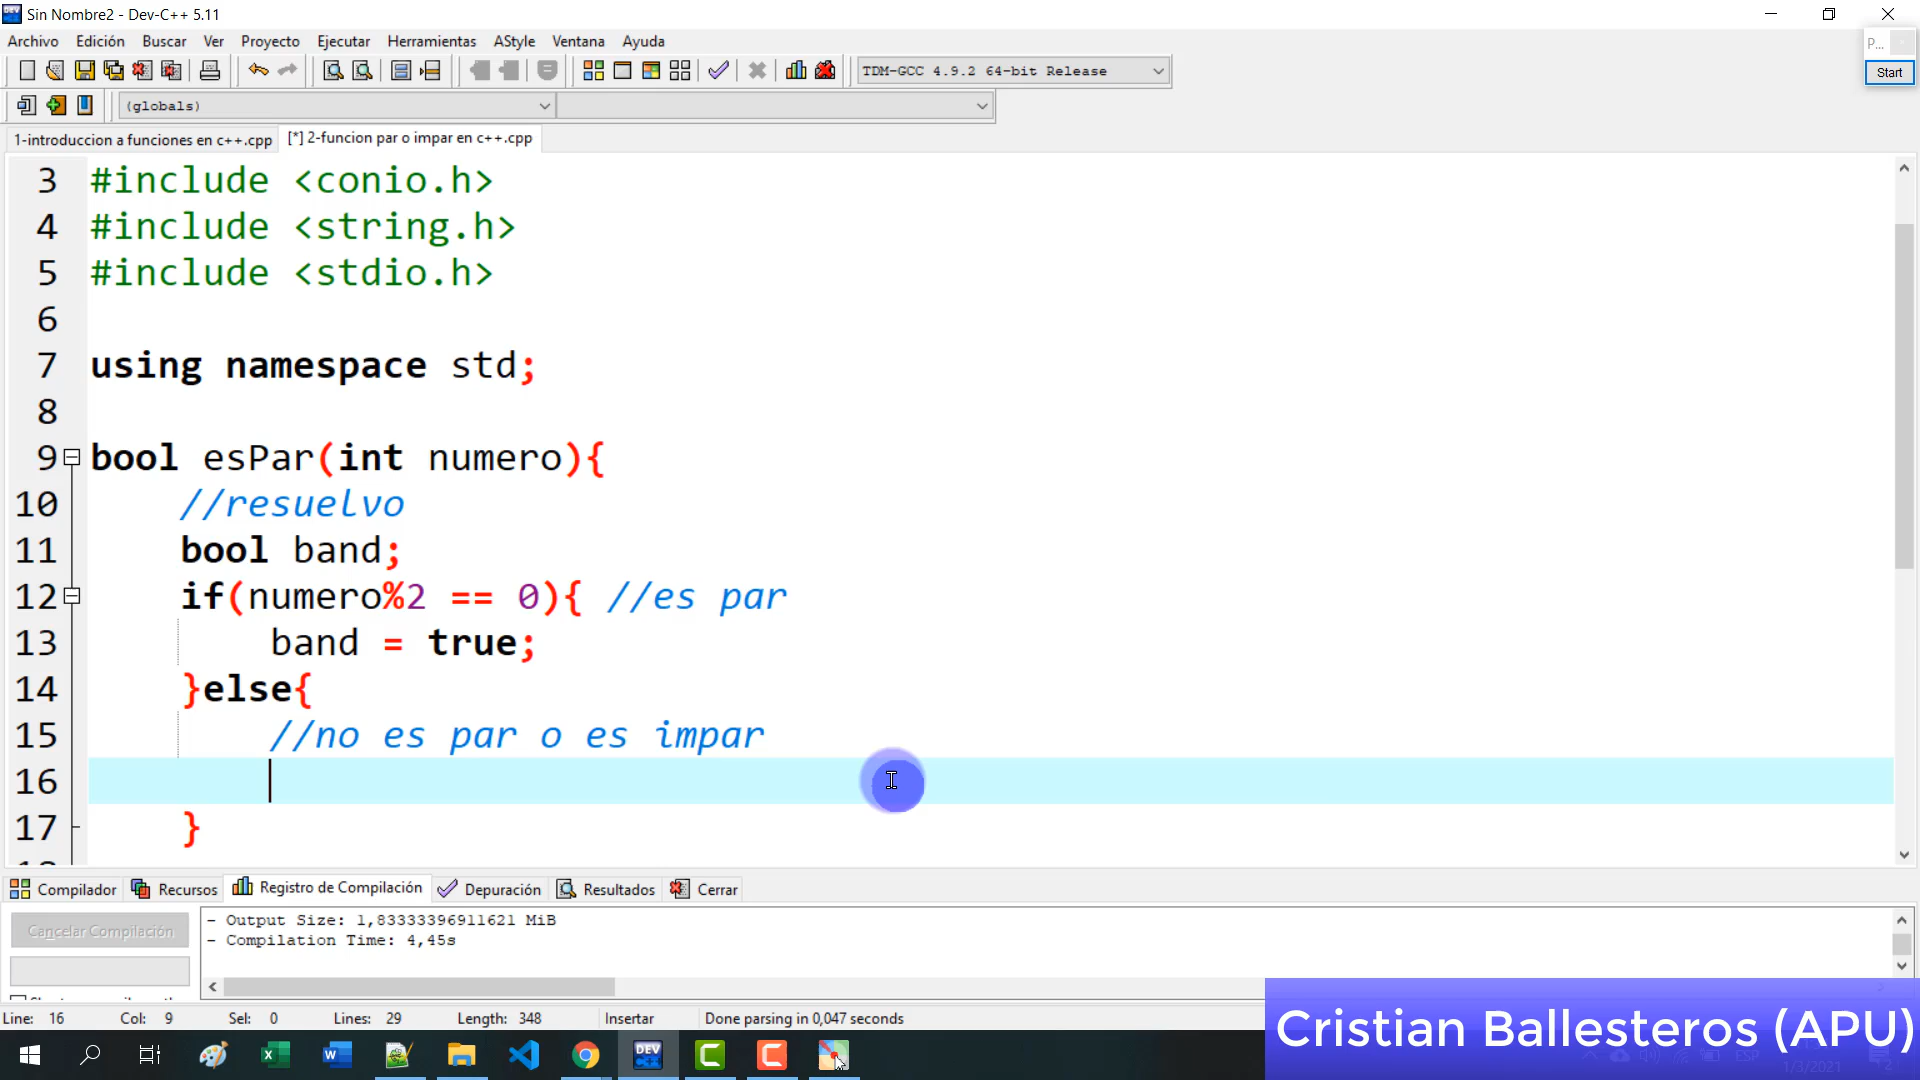 Sin Nombre2 - Dev-C++ 5.11
Archivo Edición Buscar Ver Proyecto Ejecutar Herramientas AStyle Ventana Ayuda
P...
Start
TDM-GCC 4.9.2 64-bit Release
(globals)
1-introduccion a funciones en c++.cpp [*] 2-funcion par o impar en c++.cpp
3 #include <conio.h>
4 #include <string.h>
5 #include <stdio.h>
6
7 using namespace std;
8
9 bool esPar(int numero){
10 //resuelvo
11 bool band;
12 if(numero%2 == 0){ //es par
13 band = true;
14 }else{
15 //no es par o es impar
16
17 }
Compilador Recursos Registro de Compilación Depuración Resultados Cerrar
Cancelar Compilación
- Output Size: 1,83333396911621 MiB
- Compilation Time: 4,45s
Line: 16 Col: 9 Sel: 0 Lines: 29 Length: 348 Insertar Done parsing in 0,047 seconds
Cristian Ballesteros (APU)
DEV
ESP
1/3/2021